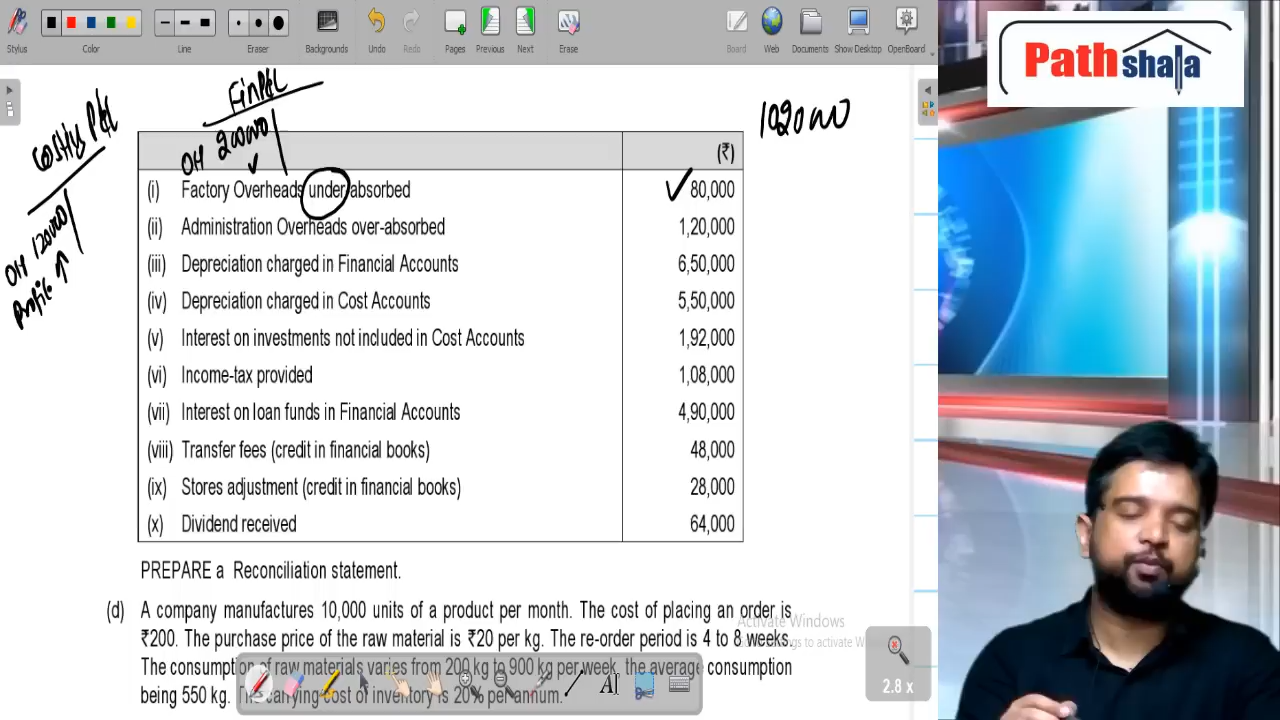 Stylus Color Line Eraser Backgrounds Undo Redo Pages Previous Next Erase Board Web Documents Show Desktop OpenBoard
Path shala
Costing P&L
Fin P&L
OH 200000
1020000
OH 120000
Profit ↑
(₹)
(i) Factory Overheads under-absorbed 80,000
(ii) Administration Overheads over-absorbed 1,20,000
(iii) Depreciation charged in Financial Accounts 6,50,000
(iv) Depreciation charged in Cost Accounts 5,50,000
(v) Interest on investments not included in Cost Accounts 1,92,000
(vi) Income-tax provided 1,08,000
(vii) Interest on loan funds in Financial Accounts 4,90,000
(viii) Transfer fees (credit in financial books) 48,000
(ix) Stores adjustment (credit in financial books) 28,000
(x) Dividend received 64,000
PREPARE a Reconciliation statement.
(d) A company manufactures 10,000 units of a product per month. The cost of placing an order is
₹200. The purchase price of the raw material is ₹20 per kg. The re-order period is 4 to 8 weeks.
The consumption of raw materials varies from 200 kg to 900 kg per week, the average consumption
being 550 kg. The carrying cost of inventory is 20% per annum.
Activate Windows
2.8 x